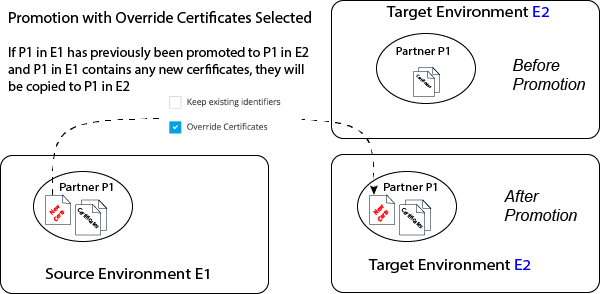 Promotion with Override Certificates Selected
If P1 in E1 has previously been promoted to P1 in E2
and P1 in E1 contains any new cerfificates, they will
be copied to P1 in E2
Keep existing identifiers
Override Certificates
Target Environment E2
Partner P1
Certificates
Before
Promotion
Partner P1
New
Certs
Certificates
Source Environment E1
Partner P1
New
Certs
Certificates
After
Promotion
Target Environment E2